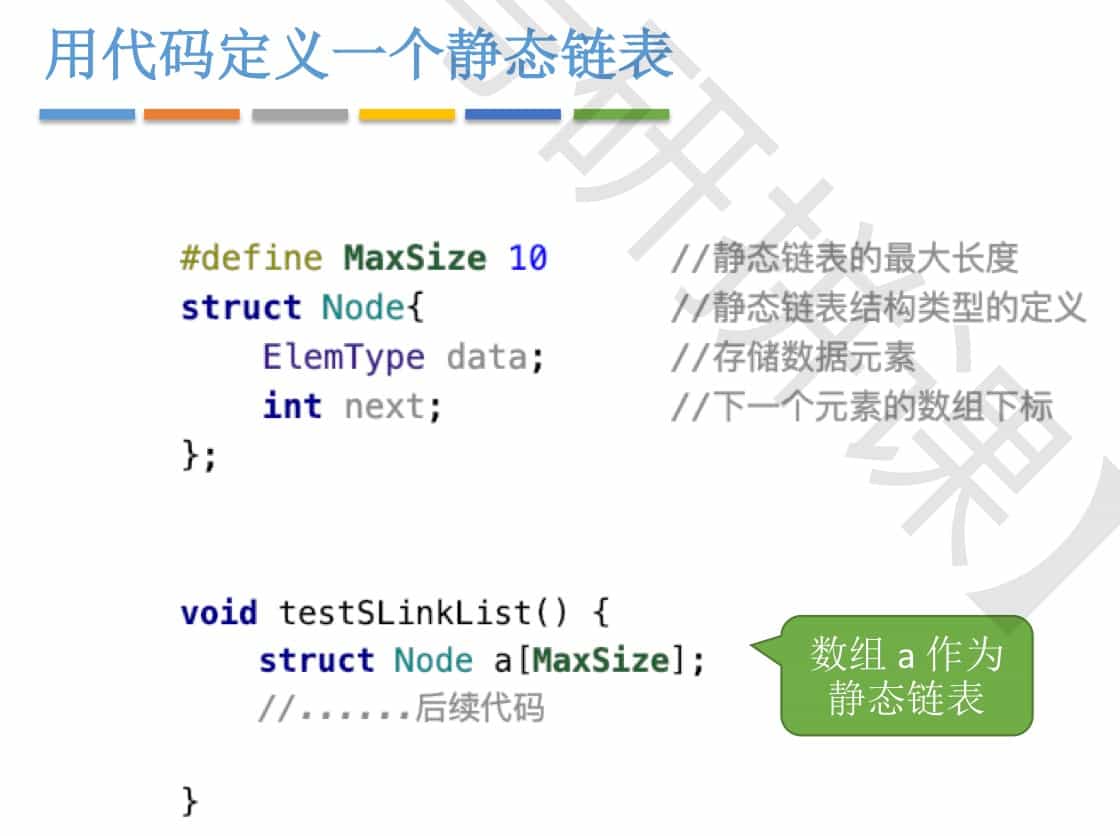 用代码定义一个静态链表
#define MaxSize 10 //静态链表的最大长度
struct Node{ //静态链表结构类型的定义
ElemType data; //存储数据元素
int next; //下一个元素的数组下标
};
void testSLinkList() {
struct Node a[MaxSize];
//......后续代码
}
数组 a 作为
静态链表
研拼课】